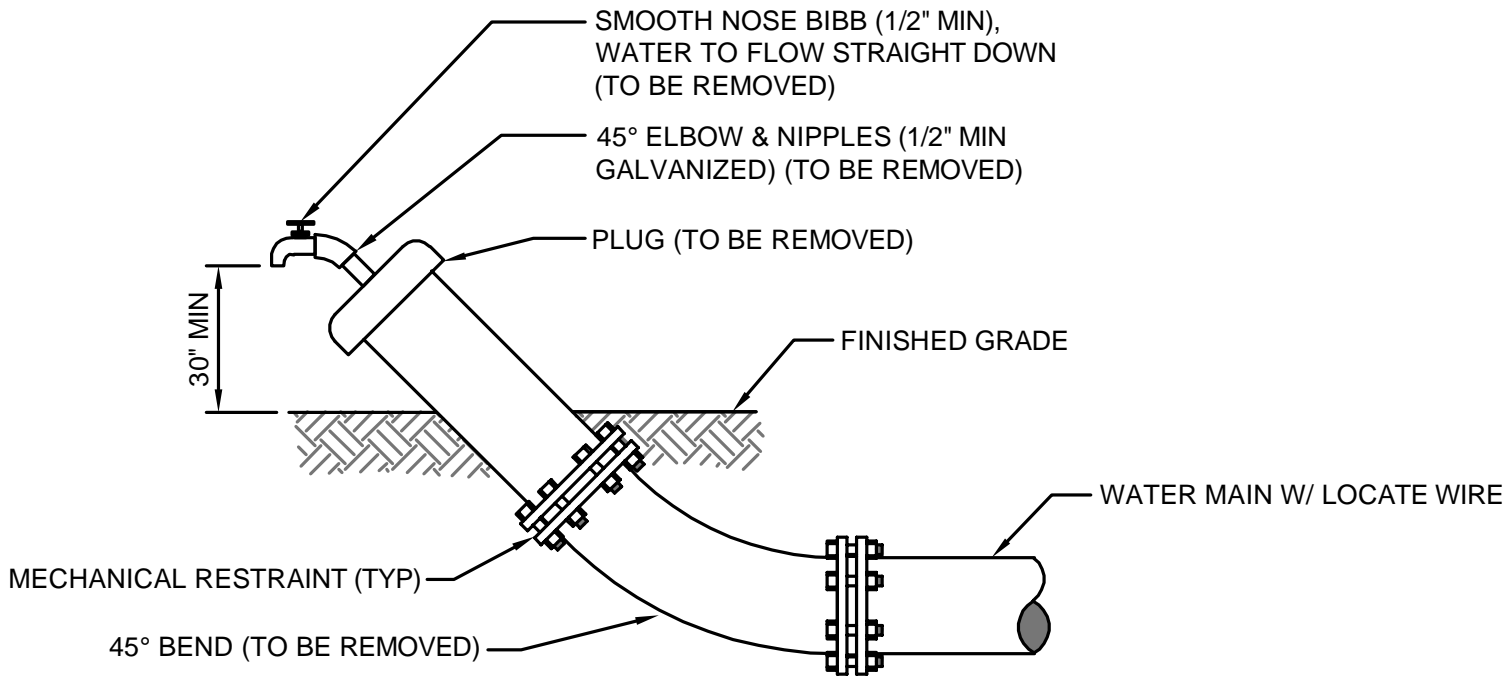 SMOOTH NOSE BIBB (1/2" MIN),
WATER TO FLOW STRAIGHT DOWN
(TO BE REMOVED)
45° ELBOW & NIPPLES (1/2" MIN
GALVANIZED) (TO BE REMOVED)
PLUG (TO BE REMOVED)
30" MIN
FINISHED GRADE
WATER MAIN W/ LOCATE WIRE
MECHANICAL RESTRAINT (TYP)
45° BEND (TO BE REMOVED)